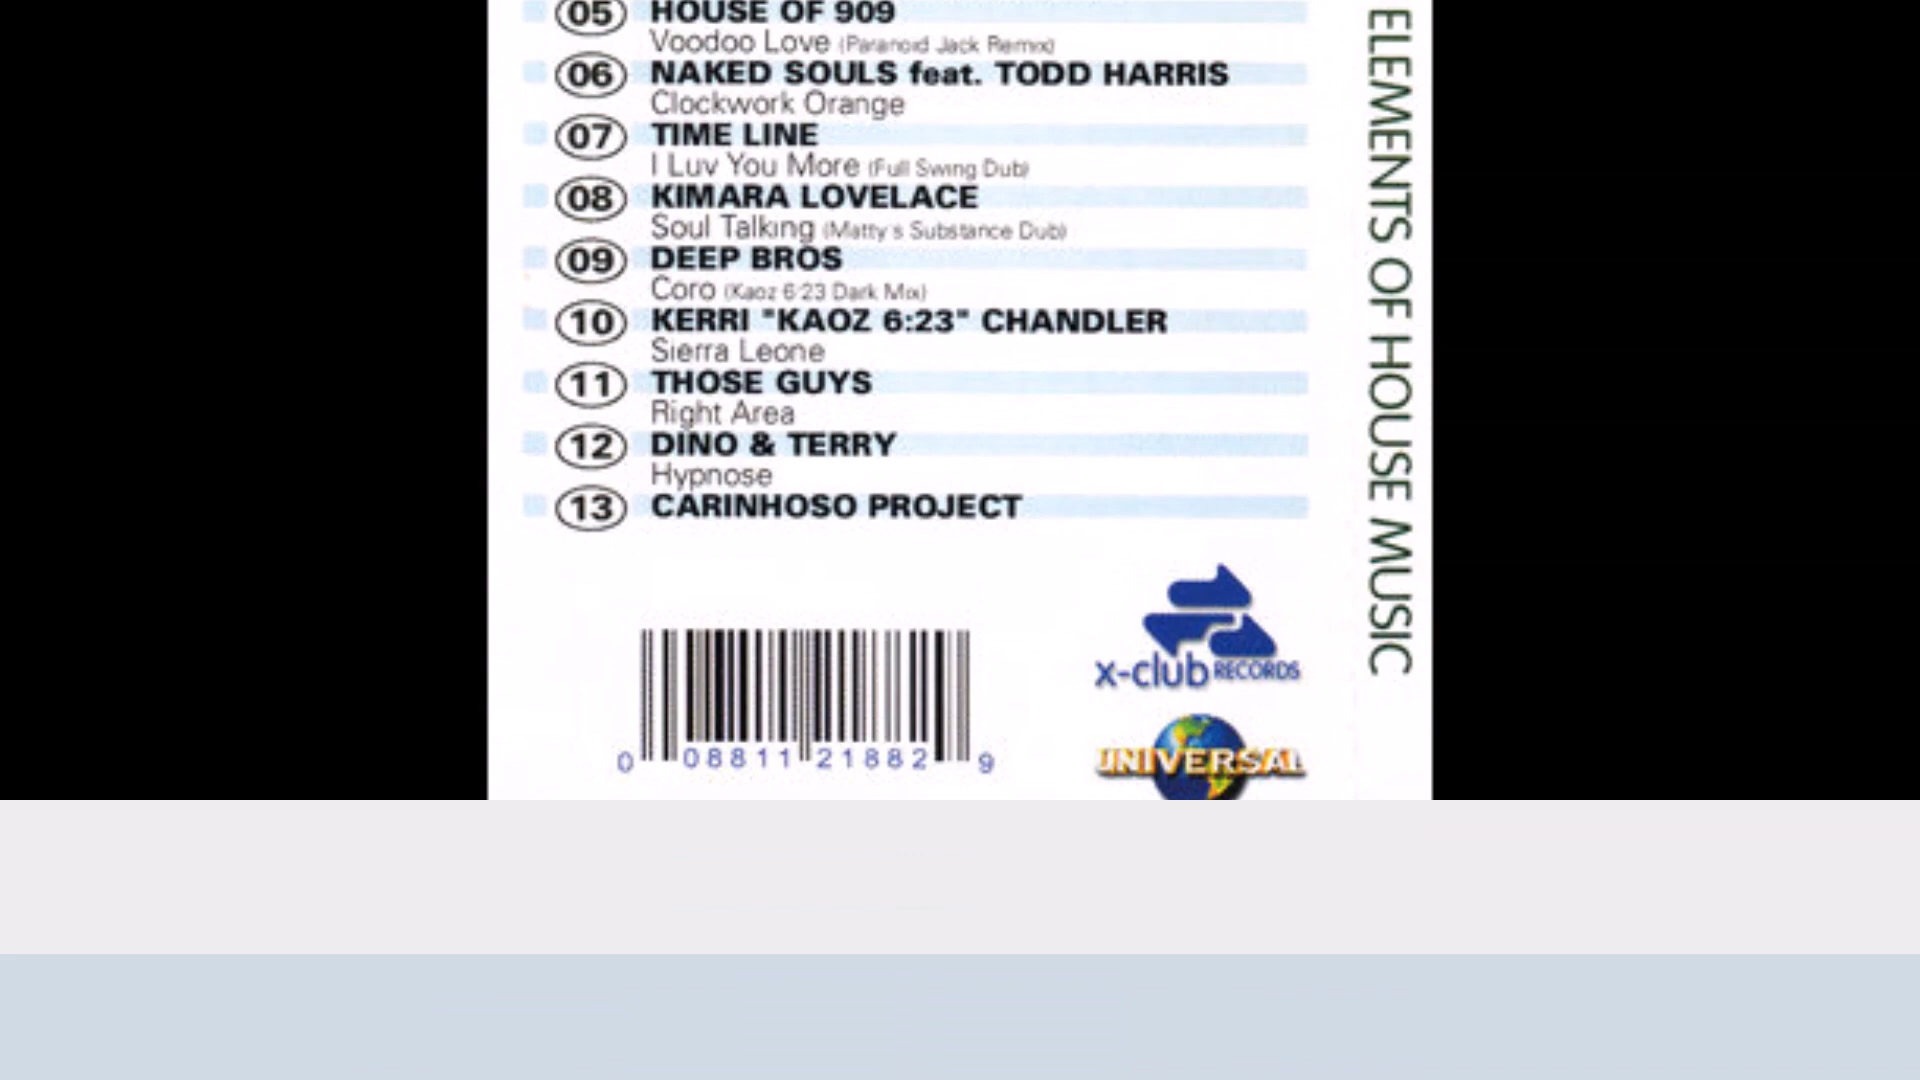 05 HOUSE OF 909
Voodoo Love (Paranoid Jack Remix)
06 NAKED SOULS feat. TODD HARRIS
Clockwork Orange
07 TIME LINE
I Luv You More (Full Swing Dub)
08 KIMARA LOVELACE
Soul Talking (Matty's Substance Dub)
09 DEEP BROS
Coro (Kaoz 6:23 Dark Mix)
10 KERRI "KAOZ 6:23" CHANDLER
Sierra Leone
11 THOSE GUYS
Right Area
12 DINO & TERRY
Hypnose
13 CARINHOSO PROJECT
x-club RECORDS
UNIVERSAL
0 08811 21882 9
ELEMENTS OF HOUSE MUSIC